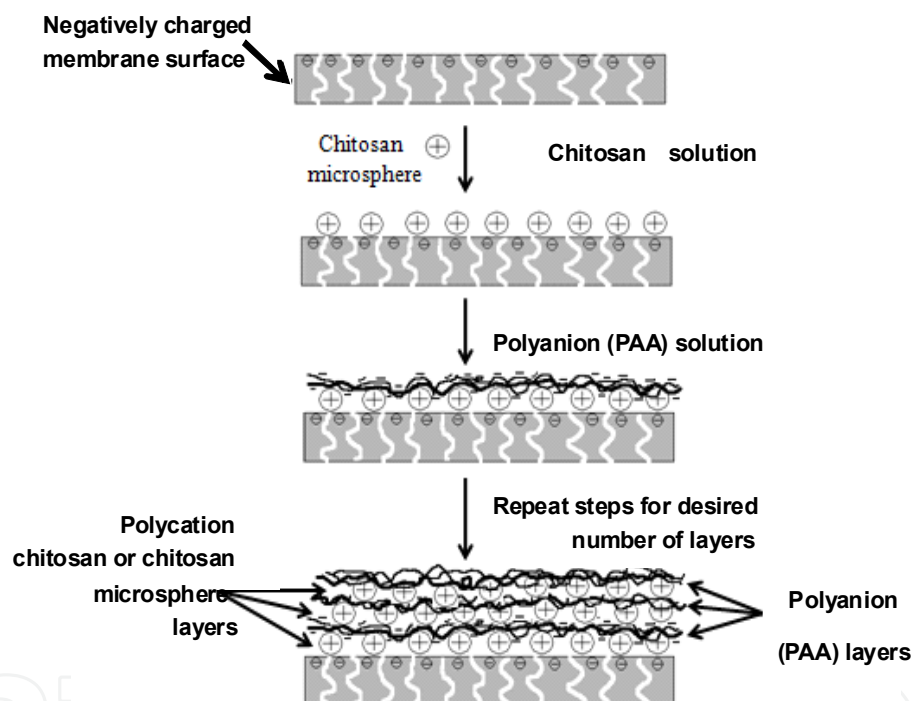 Negatively charged
membrane surface
Chitosan
microsphere
Chitosan solution
Polyanion (PAA) solution
Repeat steps for desired
number of layers
Polycation
chitosan or chitosan
microsphere
layers
Polyanion
(PAA) layers